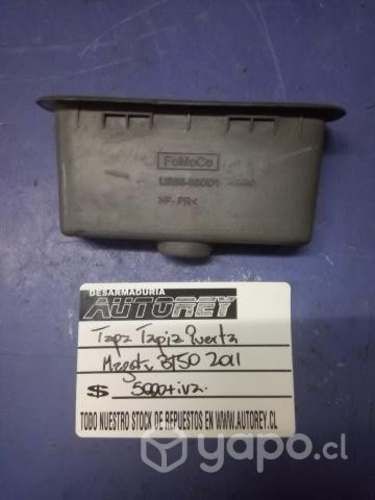 FoMoCo
>PP-PR<
DESARMADURIA
AUTOREY
Tapa Tapiz Puerta
Mazda BT50 2011
$ 5000+iva.
TODO NUESTRO STOCK DE REPUESTOS EN WWW.AUTOREY.CL
yapo.cl